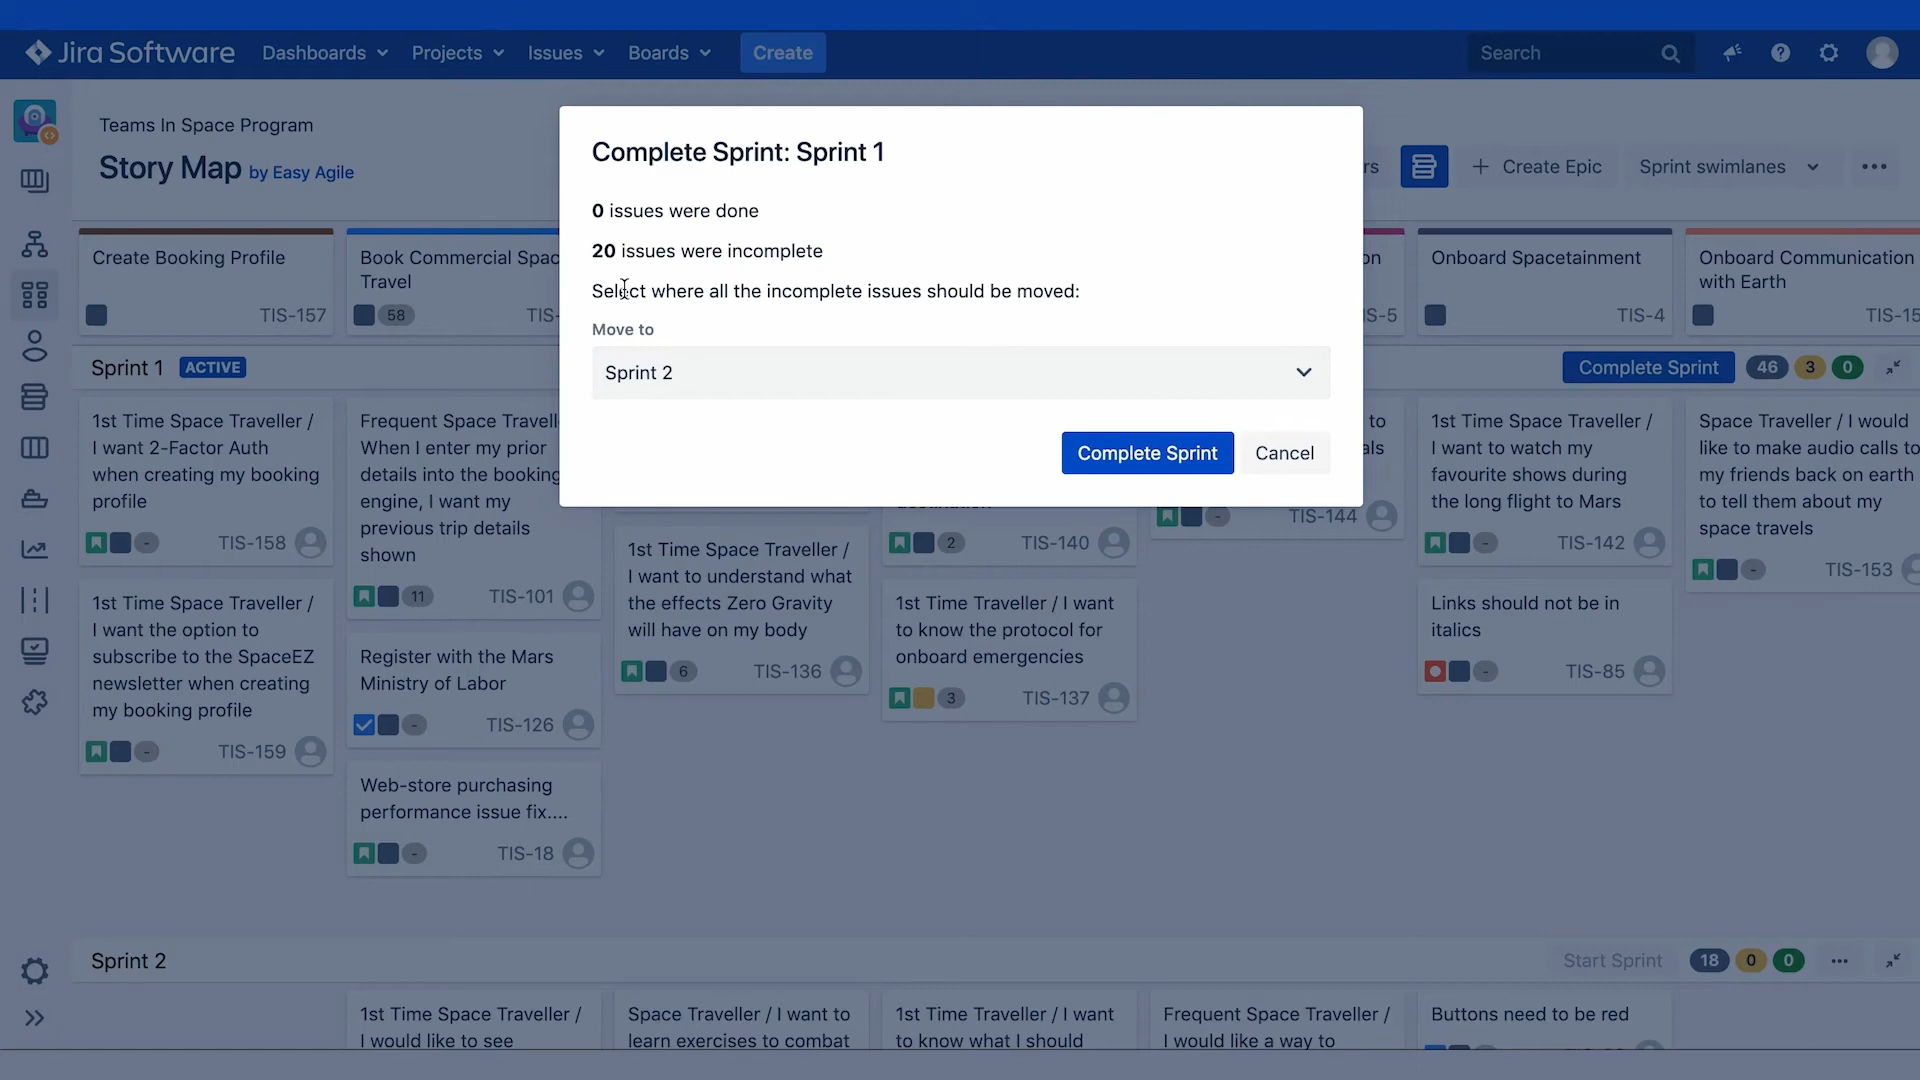 Jira Software
Dashboards
Projects
Issues
Boards
Create
Search
Teams In Space Program
Story Map by Easy Agile
rs
Create Epic
Sprint swimlanes
Complete Sprint: Sprint 1
0 issues were done
20 issues were incomplete
Select where all the incomplete issues should be moved:
Move to
Sprint 2
Complete Sprint
Cancel
Create Booking Profile
TIS-157
Book Commercial Spac
Travel
58
TIS-
on
S-5
Onboard Spacetainment
TIS-4
Onboard Communication
with Earth
TIS-15
Sprint 1
ACTIVE
Complete Sprint
46
3
0
1st Time Space Traveller /
I want 2-Factor Auth
when creating my booking
profile
-
TIS-158
1st Time Space Traveller /
I want the option to
subscribe to the SpaceEZ
newsletter when creating
my booking profile
-
TIS-159
Frequent Space Travell
When I enter my prior
details into the booking
engine, I want my
previous trip details
shown
11
TIS-101
Register with the Mars
Ministry of Labor
-
TIS-126
Web-store purchasing
performance issue fix....
-
TIS-18
1st Time Space Traveller /
I want to understand what
the effects Zero Gravity
will have on my body
6
TIS-136
2
TIS-140
1st Time Traveller / I want
to know the protocol for
onboard emergencies
3
TIS-137
to
als
-
TIS-144
1st Time Space Traveller /
I want to watch my
favourite shows during
the long flight to Mars
-
TIS-142
Links should not be in
italics
-
TIS-85
Space Traveller / I would
like to make audio calls to
my friends back on earth
to tell them about my
space travels
-
TIS-153
Sprint 2
Start Sprint
18
0
0
1st Time Space Traveller /
I would like to see
Space Traveller / I want to
learn exercises to combat
1st Time Traveller / I want
to know what I should
Frequent Space Traveller /
I would like a way to
Buttons need to be red